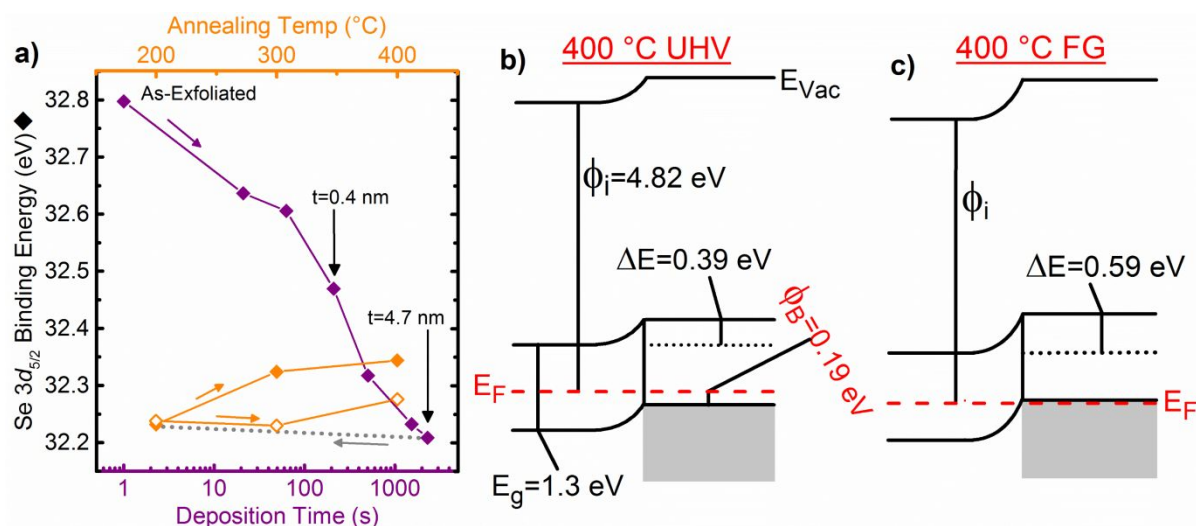 a)
Annealing Temp (°C)
200 300 400
Se 3d5/2 Binding Energy (eV) ◆
32.8
32.7
32.6
32.5
32.4
32.3
32.2
As-Exfoliated
t=0.4 nm
t=4.7 nm
1 10 100 1000
Deposition Time (s)
b)
400 °C UHV
EVac
ϕi=4.82 eV
ΔE=0.39 eV
ϕB=0.19 eV
EF
Eg=1.3 eV
c)
400 °C FG
ϕi
ΔE=0.59 eV
EF